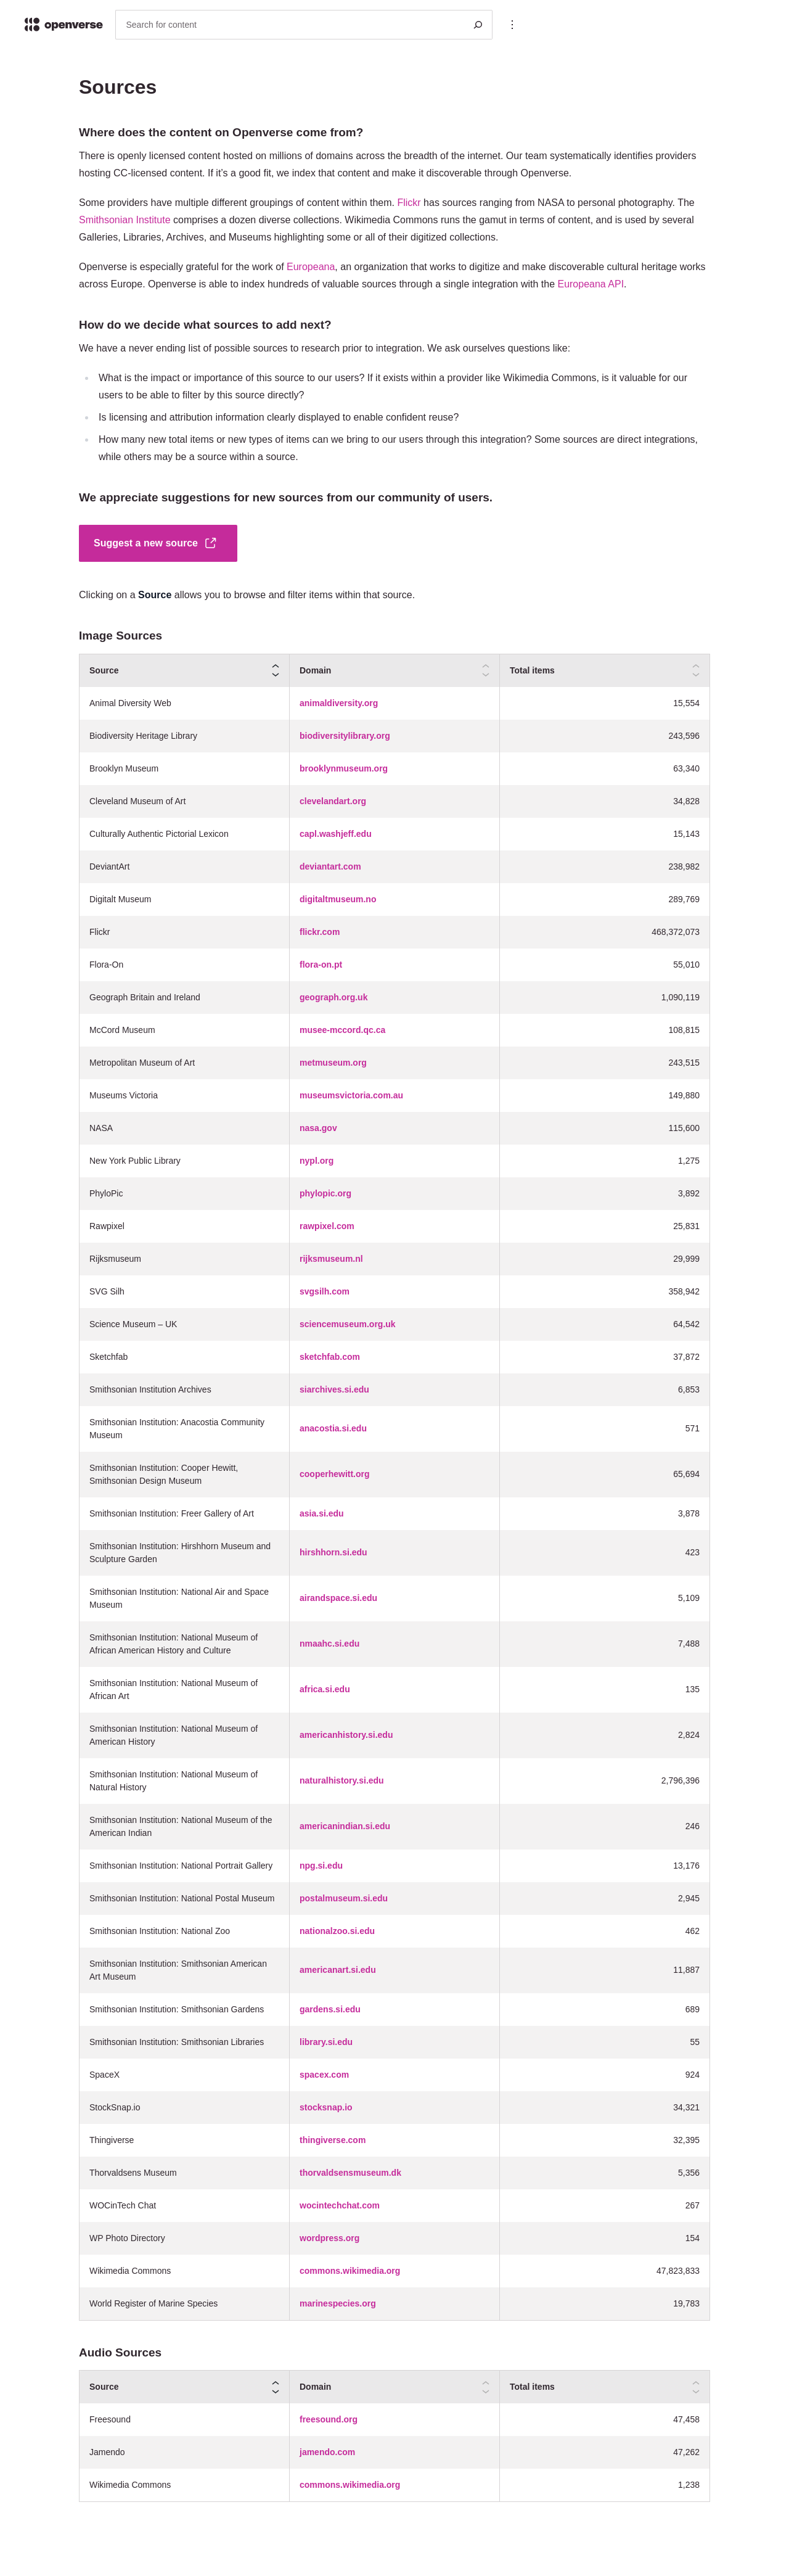 openverse
Search for content
Sources
Where does the content on Openverse come from?
There is openly licensed content hosted on millions of domains across the breadth of the internet. Our team systematically identifies providers
hosting CC-licensed content. If it's a good fit, we index that content and make it discoverable through Openverse.
Some providers have multiple different groupings of content within them. Flickr has sources ranging from NASA to personal photography. The
Smithsonian Institute comprises a dozen diverse collections. Wikimedia Commons runs the gamut in terms of content, and is used by several
Galleries, Libraries, Archives, and Museums highlighting some or all of their digitized collections.
Openverse is especially grateful for the work of Europeana, an organization that works to digitize and make discoverable cultural heritage works
across Europe. Openverse is able to index hundreds of valuable sources through a single integration with the Europeana API.
How do we decide what sources to add next?
We have a never ending list of possible sources to research prior to integration. We ask ourselves questions like:
What is the impact or importance of this source to our users? If it exists within a provider like Wikimedia Commons, is it valuable for our
users to be able to filter by this source directly?
Is licensing and attribution information clearly displayed to enable confident reuse?
How many new total items or new types of items can we bring to our users through this integration? Some sources are direct integrations,
while others may be a source within a source.
We appreciate suggestions for new sources from our community of users.
Suggest a new source
Clicking on a Source allows you to browse and filter items within that source.
Image Sources
Source Domain Total items
Animal Diversity Web animaldiversity.org 15,554
Biodiversity Heritage Library biodiversitylibrary.org 243,596
Brooklyn Museum brooklynmuseum.org 63,340
Cleveland Museum of Art clevelandart.org 34,828
Culturally Authentic Pictorial Lexicon capl.washjeff.edu 15,143
DeviantArt deviantart.com 238,982
Digitalt Museum digitaltmuseum.no 289,769
Flickr flickr.com 468,372,073
Flora-On flora-on.pt 55,010
Geograph Britain and Ireland geograph.org.uk 1,090,119
McCord Museum musee-mccord.qc.ca 108,815
Metropolitan Museum of Art metmuseum.org 243,515
Museums Victoria museumsvictoria.com.au 149,880
NASA nasa.gov 115,600
New York Public Library nypl.org 1,275
PhyloPic phylopic.org 3,892
Rawpixel rawpixel.com 25,831
Rijksmuseum rijksmuseum.nl 29,999
SVG Silh svgsilh.com 358,942
Science Museum – UK sciencemuseum.org.uk 64,542
Sketchfab sketchfab.com 37,872
Smithsonian Institution Archives siarchives.si.edu 6,853
Smithsonian Institution: Anacostia Community
Museum anacostia.si.edu 571
Smithsonian Institution: Cooper Hewitt,
Smithsonian Design Museum cooperhewitt.org 65,694
Smithsonian Institution: Freer Gallery of Art asia.si.edu 3,878
Smithsonian Institution: Hirshhorn Museum and
Sculpture Garden hirshhorn.si.edu 423
Smithsonian Institution: National Air and Space
Museum airandspace.si.edu 5,109
Smithsonian Institution: National Museum of
African American History and Culture nmaahc.si.edu 7,488
Smithsonian Institution: National Museum of
African Art africa.si.edu 135
Smithsonian Institution: National Museum of
American History americanhistory.si.edu 2,824
Smithsonian Institution: National Museum of
Natural History naturalhistory.si.edu 2,796,396
Smithsonian Institution: National Museum of the
American Indian americanindian.si.edu 246
Smithsonian Institution: National Portrait Gallery npg.si.edu 13,176
Smithsonian Institution: National Postal Museum postalmuseum.si.edu 2,945
Smithsonian Institution: National Zoo nationalzoo.si.edu 462
Smithsonian Institution: Smithsonian American
Art Museum americanart.si.edu 11,887
Smithsonian Institution: Smithsonian Gardens gardens.si.edu 689
Smithsonian Institution: Smithsonian Libraries library.si.edu 55
SpaceX spacex.com 924
StockSnap.io stocksnap.io 34,321
Thingiverse thingiverse.com 32,395
Thorvaldsens Museum thorvaldsensmuseum.dk 5,356
WOCinTech Chat wocintechchat.com 267
WP Photo Directory wordpress.org 154
Wikimedia Commons commons.wikimedia.org 47,823,833
World Register of Marine Species marinespecies.org 19,783
Audio Sources
Source Domain Total items
Freesound freesound.org 47,458
Jamendo jamendo.com 47,262
Wikimedia Commons commons.wikimedia.org 1,238